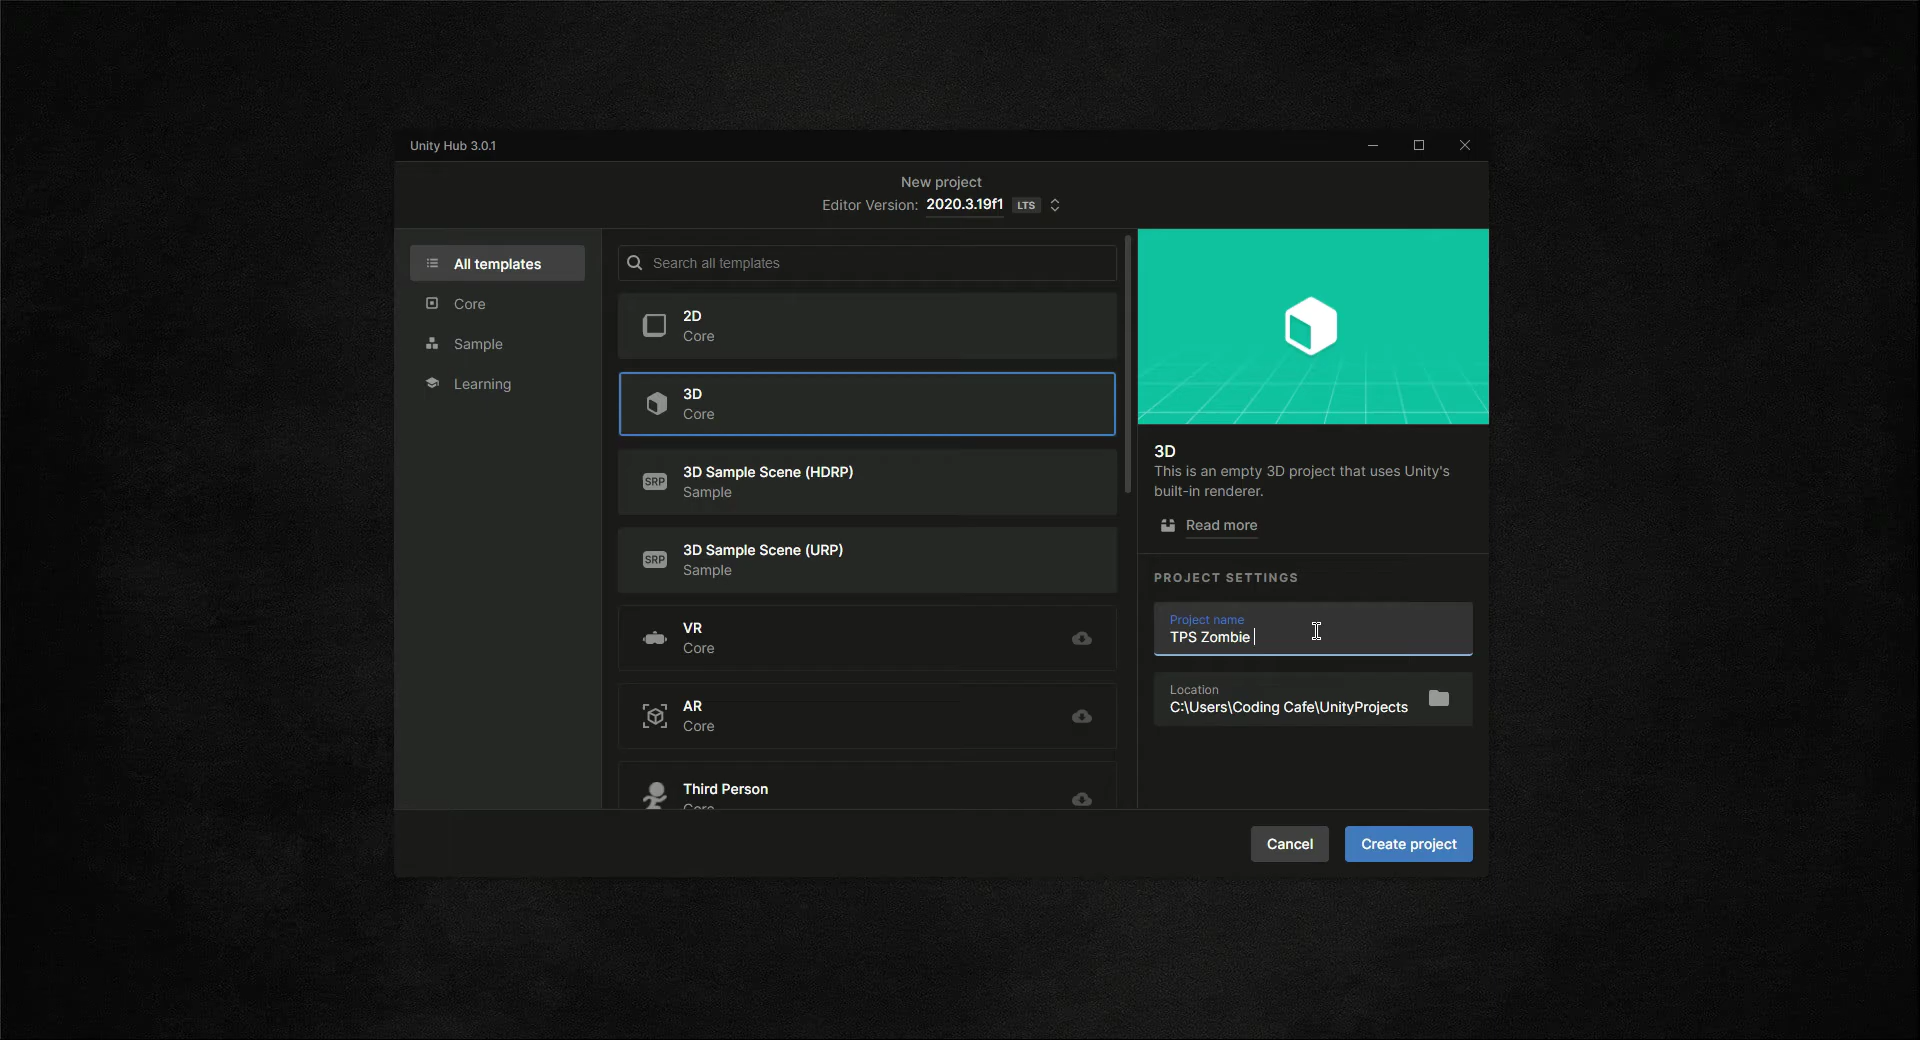 Unity Hub 3.0.1
New project
Editor Version: 2020.3.19f1 LTS
All templates
Core
Sample
Learning
Search all templates
2D
Core
3D
Core
3D Sample Scene (HDRP)
SRP
Sample
3D Sample Scene (URP)
SRP
Sample
VR
Core
AR
Core
Third Person
Core
3D
This is an empty 3D project that uses Unity's
built-in renderer.
Read more
PROJECT SETTINGS
Project name
TPS Zombie
Location
C:\Users\Coding Cafe\UnityProjects
Cancel
Create project